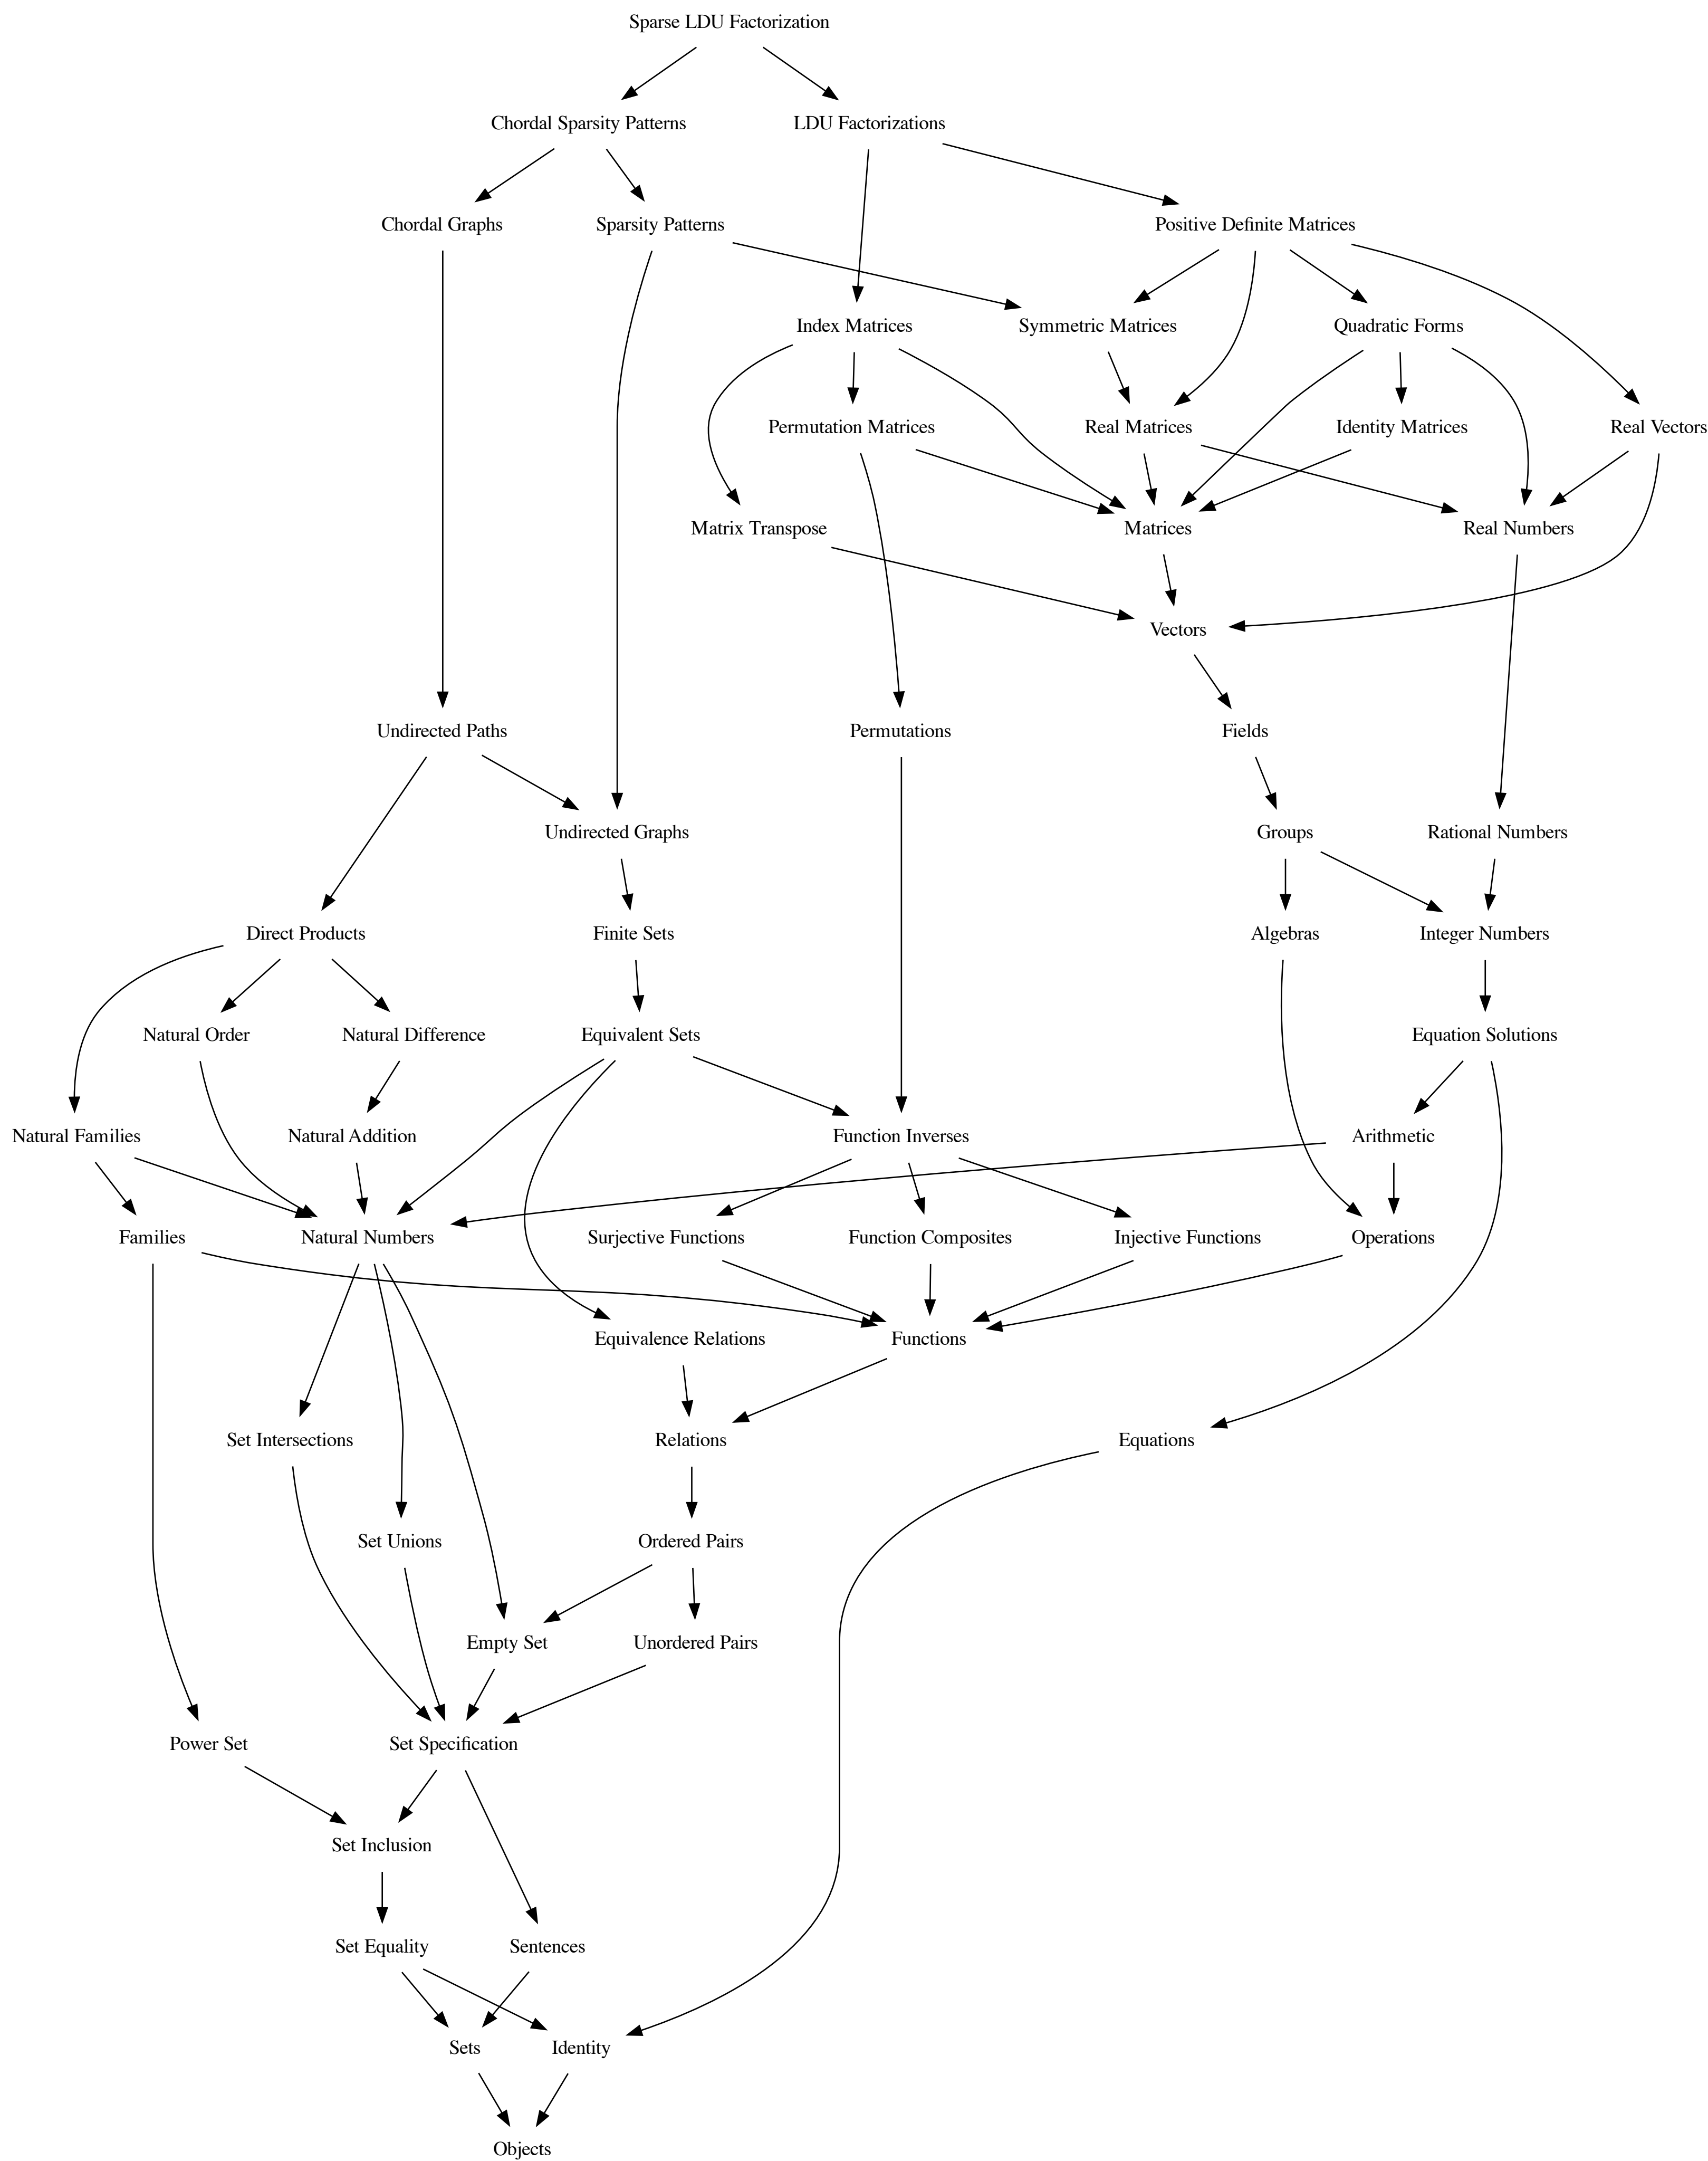 Sparse LDU Factorization
Chordal Sparsity Patterns
LDU Factorizations
Chordal Graphs
Sparsity Patterns
Positive Definite Matrices
Index Matrices
Symmetric Matrices
Quadratic Forms
Permutation Matrices
Real Matrices
Identity Matrices
Real Vectors
Matrix Transpose
Matrices
Real Numbers
Vectors
Undirected Paths
Permutations
Fields
Undirected Graphs
Groups
Rational Numbers
Direct Products
Finite Sets
Algebras
Integer Numbers
Natural Order
Natural Difference
Equivalent Sets
Equation Solutions
Natural Families
Natural Addition
Function Inverses
Arithmetic
Families
Natural Numbers
Surjective Functions
Function Composites
Injective Functions
Operations
Equivalence Relations
Functions
Set Intersections
Relations
Equations
Set Unions
Ordered Pairs
Empty Set
Unordered Pairs
Power Set
Set Specification
Set Inclusion
Set Equality
Sentences
Sets
Identity
Objects